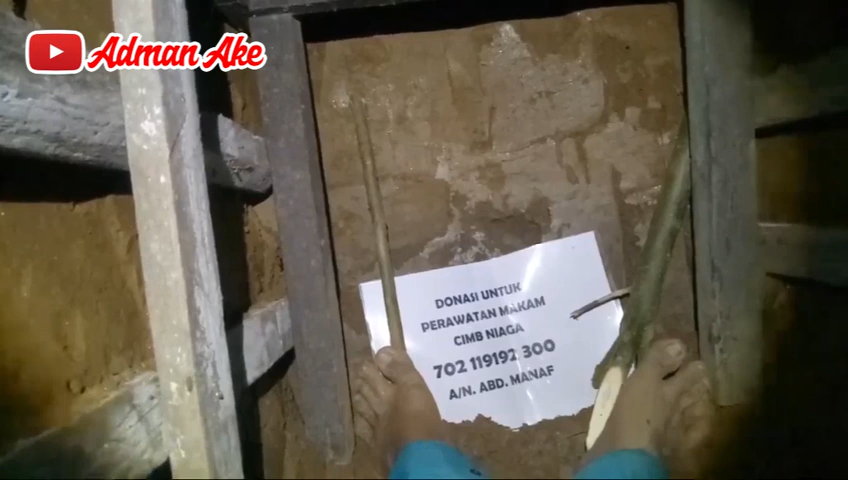 Adman Ake
DONASI UNTUK
PERAWATAN MAKAM
CIMB NIAGA
702 119192 300
A/N. ABD. MANAF